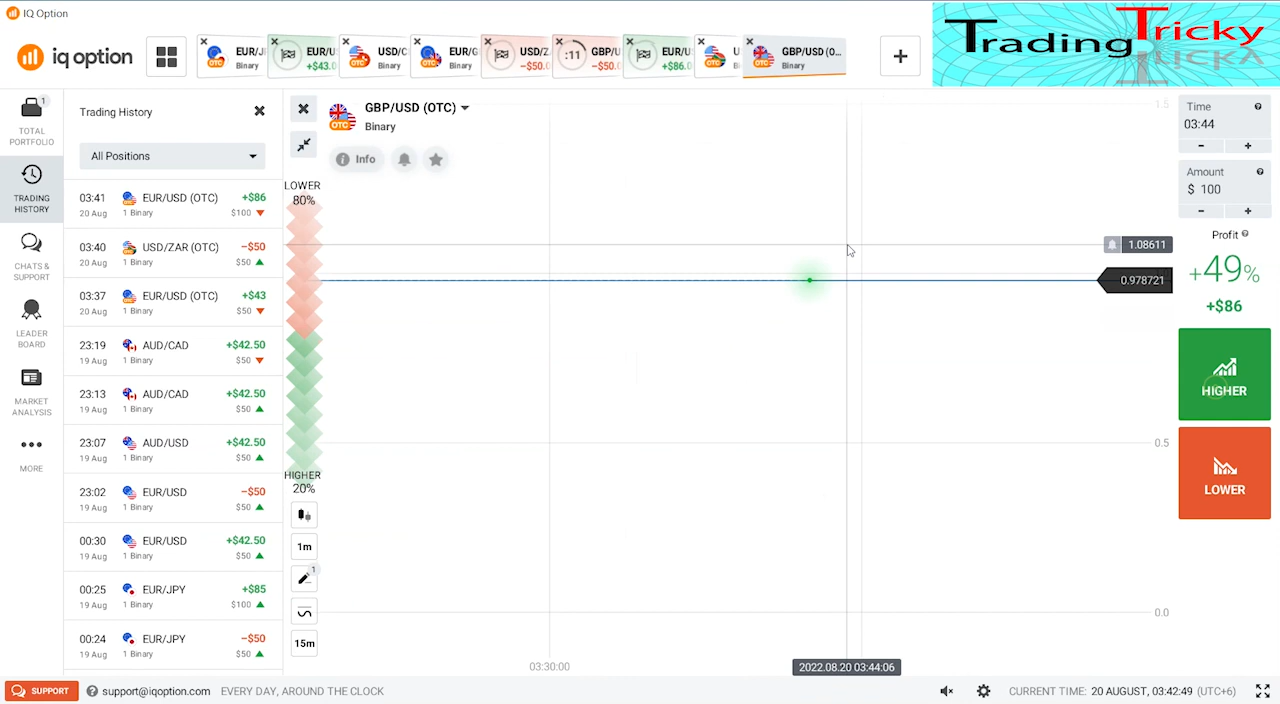 IQ Option
iq option
EUR/J
Binary
EUR/U
+$43.0
USD/C
Binary
EUR/G
Binary
USD/Z
-$50.0
:11
GBP/U
-$50.0
EUR/U
+$86.0
U
GBP/USD (O...
Binary
+
Trading Tricky
1
TOTAL
PORTFOLIO
TRADING
HISTORY
CHATS &
SUPPORT
LEADER
BOARD
MARKET
ANALYSIS
MORE
Trading History
All Positions
03:41 EUR/USD (OTC) +$86
20 Aug 1 Binary $100
03:40 USD/ZAR (OTC) −$50
20 Aug 1 Binary $50
03:37 EUR/USD (OTC) +$43
20 Aug 1 Binary $50
23:19 AUD/CAD +$42.50
19 Aug 1 Binary $50
23:13 AUD/CAD +$42.50
19 Aug 1 Binary $50
23:07 AUD/USD +$42.50
19 Aug 1 Binary $50
23:02 EUR/USD −$50
19 Aug 1 Binary $50
00:30 EUR/USD +$42.50
19 Aug 1 Binary $50
00:25 EUR/JPY +$85
19 Aug 1 Binary $100
00:24 EUR/JPY −$50
19 Aug 1 Binary $50
GBP/USD (OTC)
OTC
Binary
Info
LOWER
80%
HIGHER
20%
1m
1
15m
1.5
1.08611
0.978721
0.5
0.0
03:30:00
2022.08.20 03:44:06
Time
03:44
- +
Amount
$ 100
- +
Profit
+49%
+$86
HIGHER
LOWER
SUPPORT
support@iqoption.com EVERY DAY, AROUND THE CLOCK
CURRENT TIME: 20 AUGUST, 03:42:49 (UTC+6)